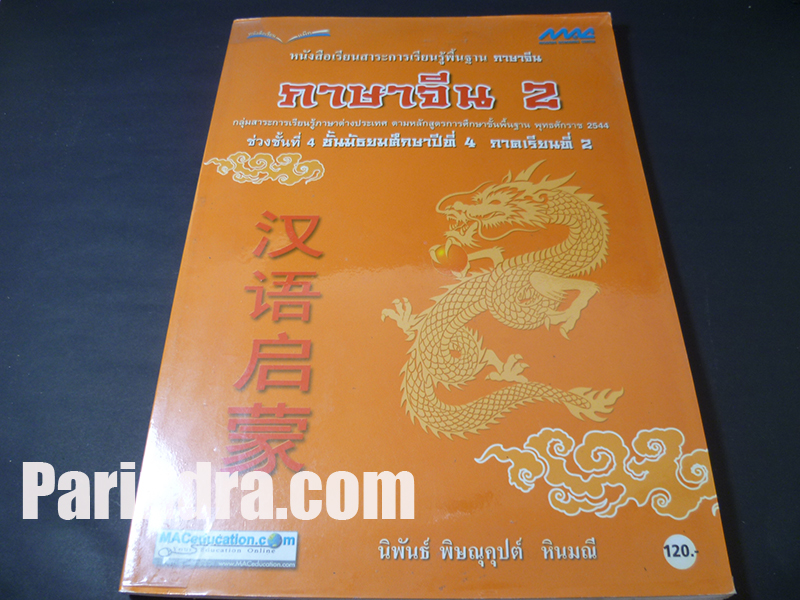 MAC
หนังสือเรียนสาระการเรียนรู้พื้นฐาน ภาษาจีน
ภาษาจีน 2
กลุ่มสาระการเรียนรู้ภาษาต่างประเทศ ตามหลักสูตรการศึกษาขั้นพื้นฐาน พุทธศักราช 2544
ช่วงชั้นที่ 4 ชั้นมัธยมศึกษาปีที่ 4 ภาคเรียนที่ 2
汉语启蒙
.com
MACeducation.com
Your Education Online
www.MACeducation.com
นิพันธ์ พิษณุคุปต์ หินมณี
120.-